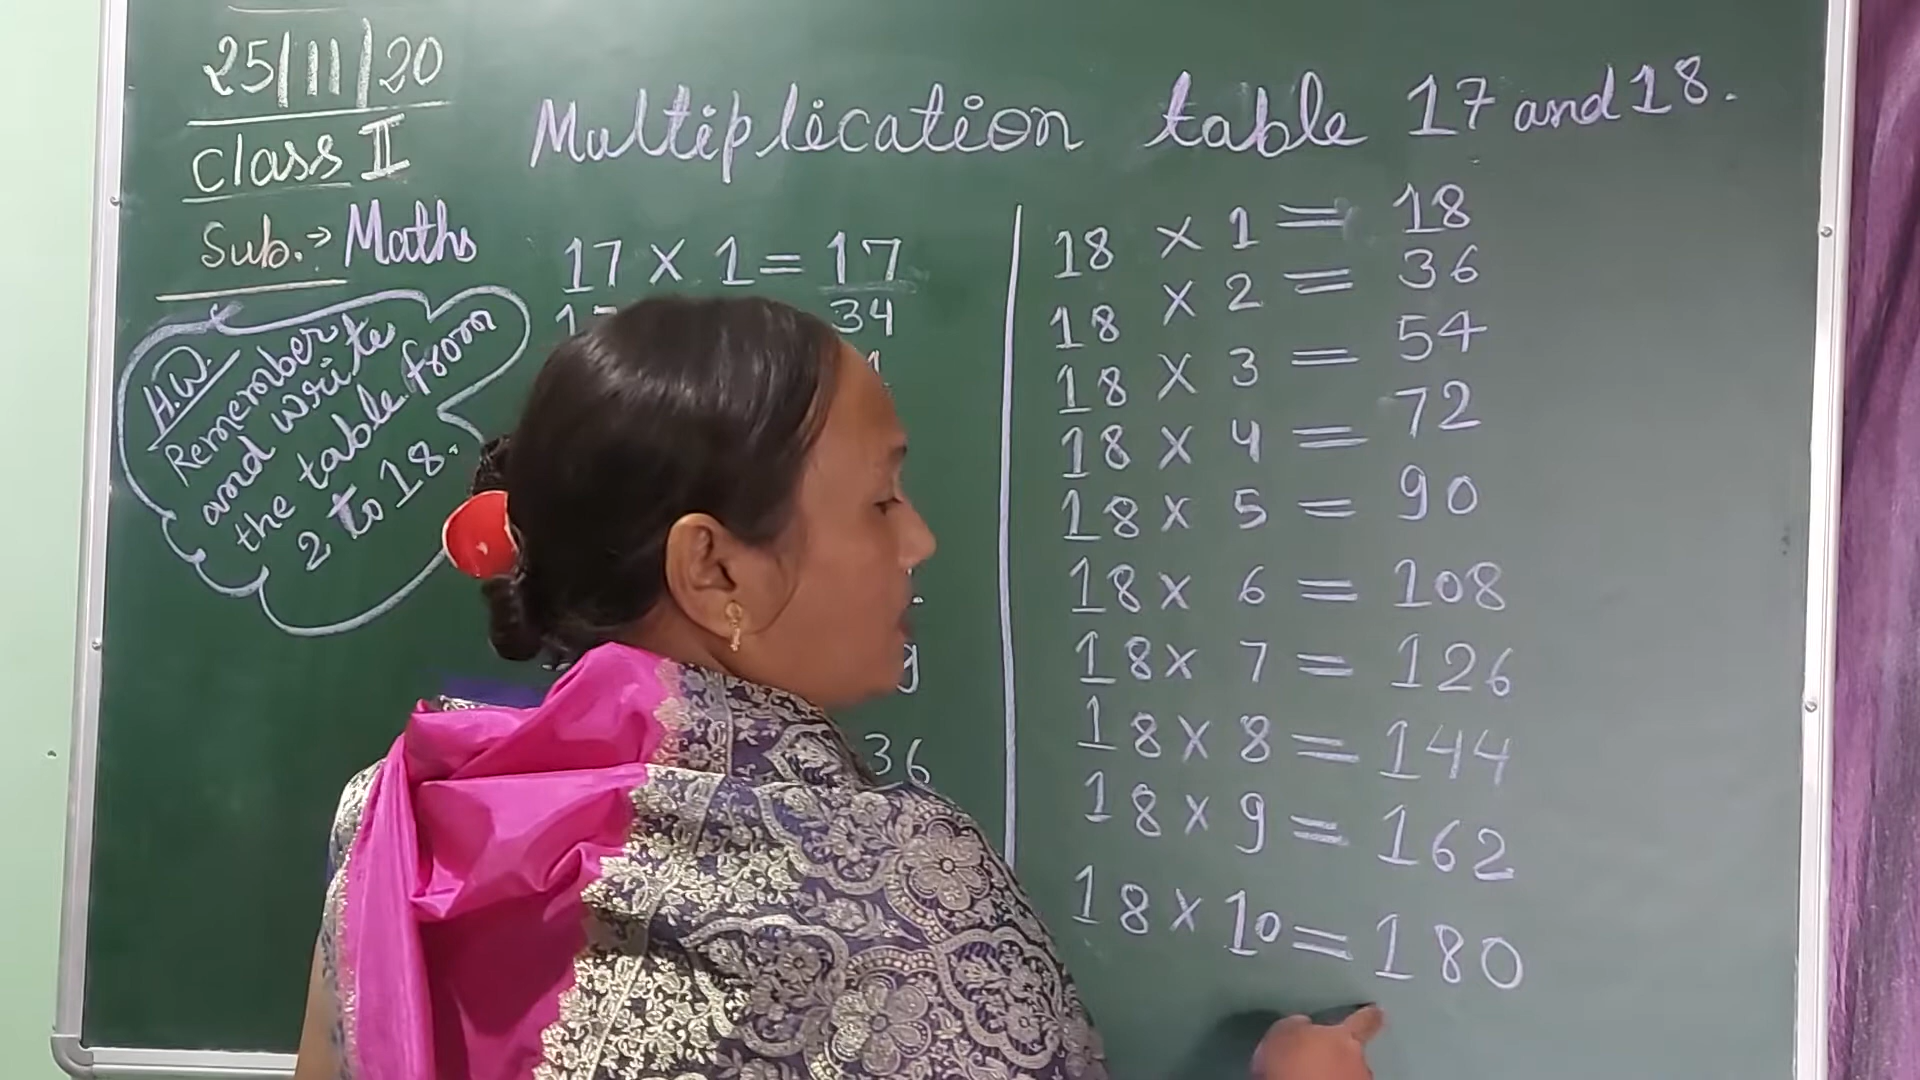 25/11/20
Class II
Sub.→ Maths
H.W.
Remember
and write
the table from
2 to 18.
Multiplication table 17 and 18.
17 × 1 = 17
34
36
18 × 1 = 18
18 × 2 = 36
18 × 3 = 54
18 × 4 = 72
18 × 5 = 90
18 × 6 = 108
18 × 7 = 126
18 × 8 = 144
18 × 9 = 162
18 × 10 = 180